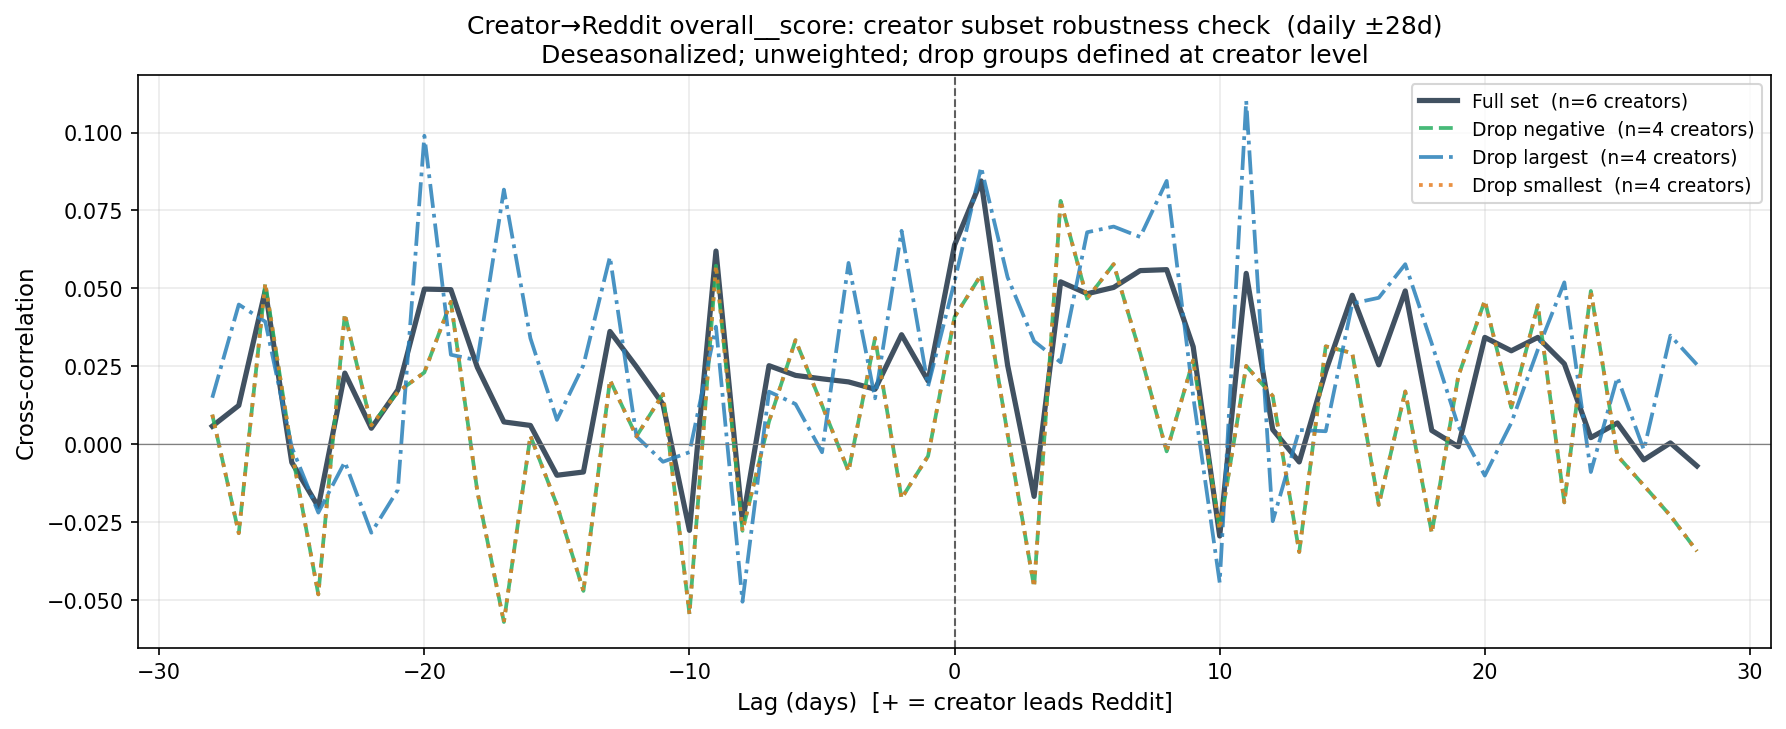 Creator→Reddit overall__score: creator subset robustness check  (daily ±28d)
Deseasonalized; unweighted; drop groups defined at creator level
Full set  (n=6 creators)
Drop negative  (n=4 creators)
Drop largest  (n=4 creators)
Drop smallest  (n=4 creators)
Cross-correlation
0.100
0.075
0.050
0.025
0.000
−0.025
−0.050
−30
−20
−10
0
10
20
30
Lag (days)  [+ = creator leads Reddit]